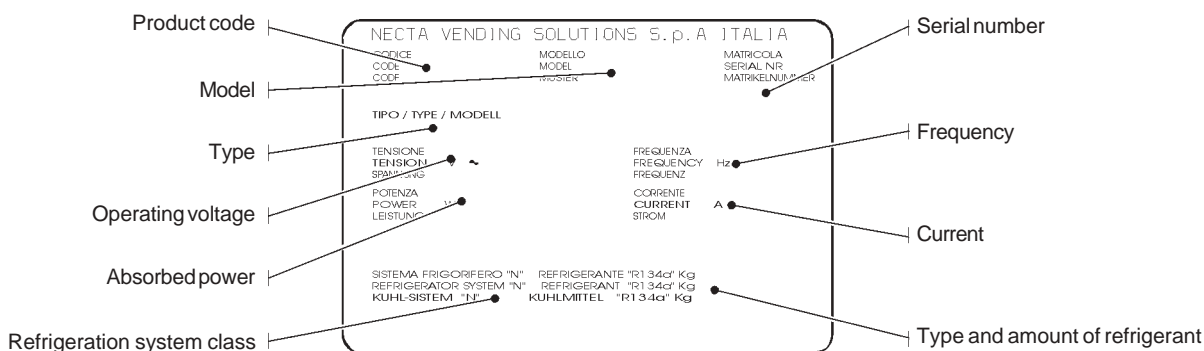 Product code
Model
Type
Operating voltage
Absorbed power
Refrigeration system class
NECTA VENDING SOLUTIONS S.p.A ITALIA
CODICE MODELLO MATRICOLA
CODE MODEL SERIAL NR
CODE MUSTER MATRIKELNUMMER
TIPO / TYPE / MODELL
TENSIONE FREQUENZA
TENSION V ~ FREQUENCY Hz
SPANNUNG FREQUENZ
POTENZA CORRENTE
POWER W CURRENT A
LEISTUNG STROM
SISTEMA FRIGORIFERO "N" REFRIGERANTE "R134a" Kg
REFRIGERATOR SYSTEM "N" REFRIGERANT "R134a" Kg
KUHL-SISTEM "N" KUHLMITTEL "R134a" Kg
Serial number
Frequency
Current
Type and amount of refrigerant